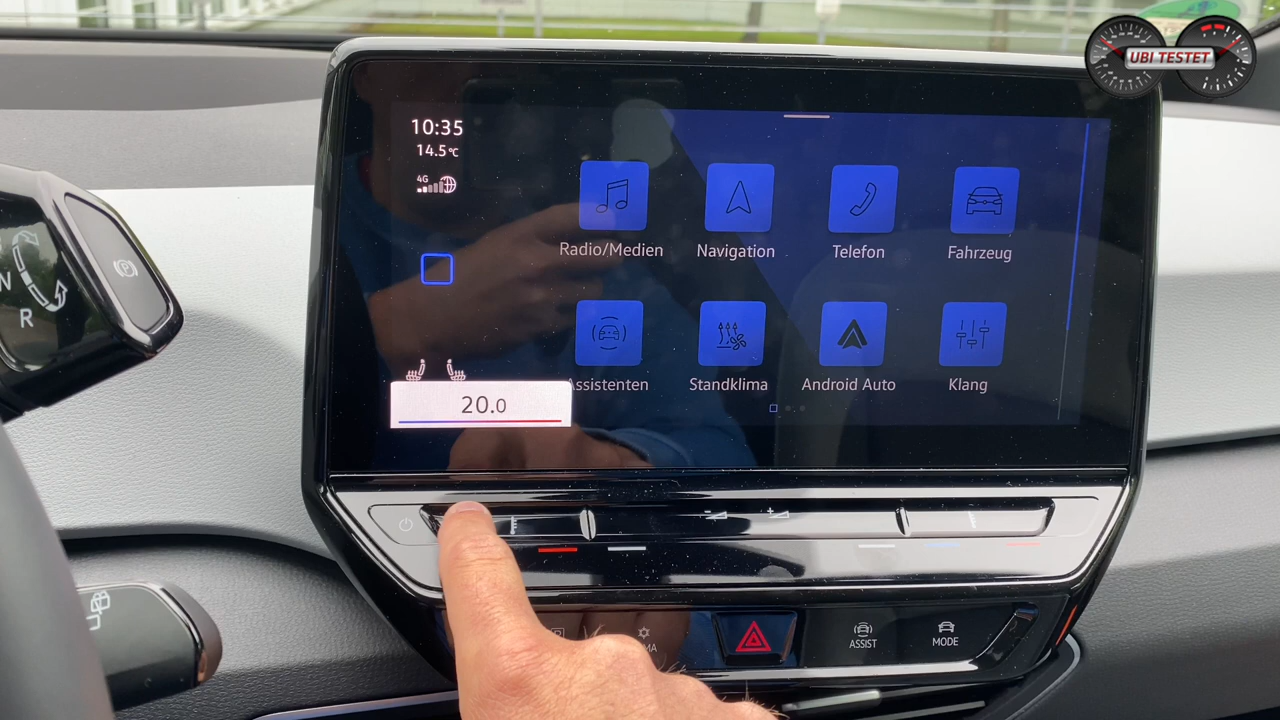 UBI TESTET
10:35
14.5°C
4G
Radio/Medien
Navigation
Telefon
Fahrzeug
Assistenten
Standklima
Android Auto
Klang
20.0
N
R
P
ASSIST
MODE